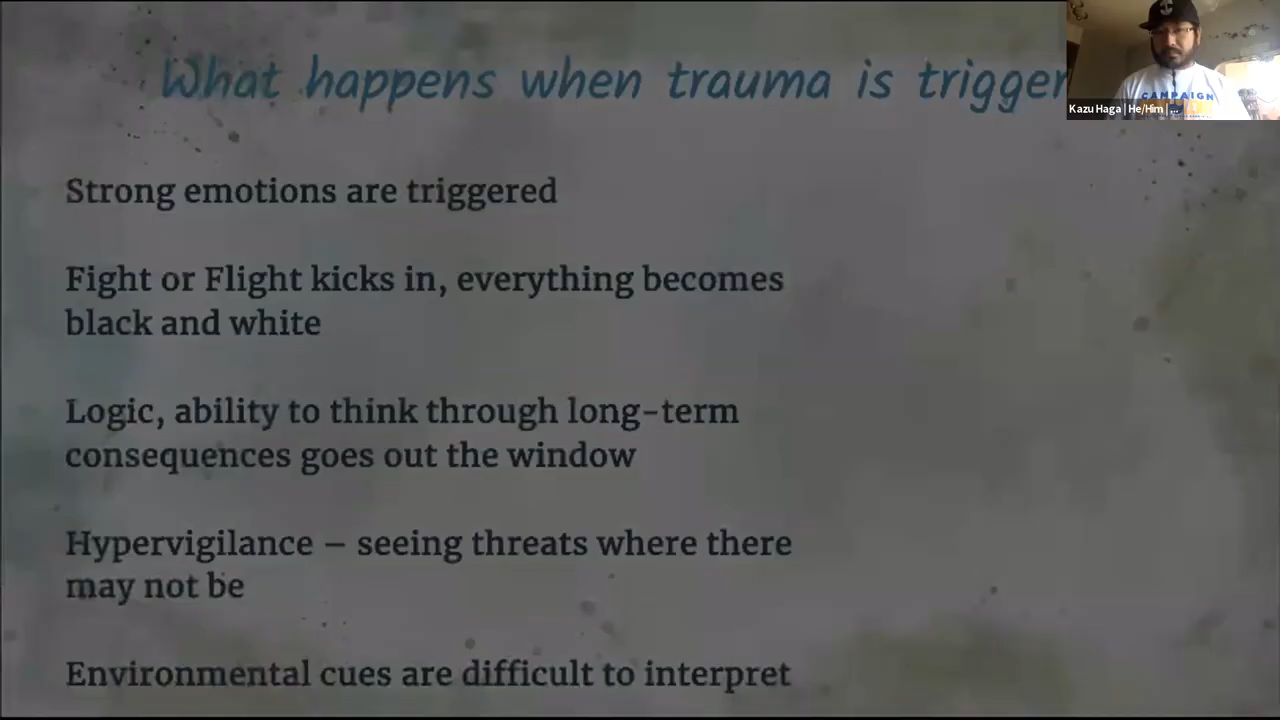 What happens when trauma is trigger
Kazu Haga | He/Him | ...
CAMPAIGN
Strong emotions are triggered
Fight or Flight kicks in, everything becomes
black and white
Logic, ability to think through long-term
consequences goes out the window
Hypervigilance – seeing threats where there
may not be
Environmental cues are difficult to interpret